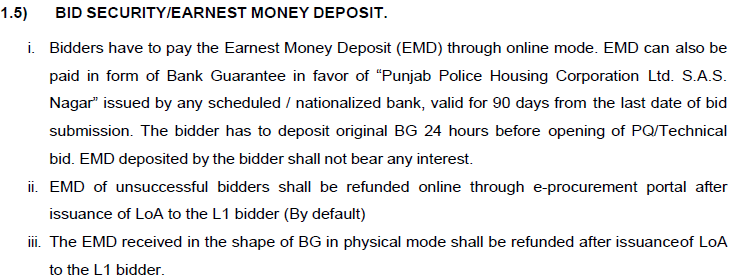 1.5) BID SECURITY/EARNEST MONEY DEPOSIT.
i. Bidders have to pay the Earnest Money Deposit (EMD) through online mode. EMD can also be
paid in form of Bank Guarantee in favor of “Punjab Police Housing Corporation Ltd. S.A.S.
Nagar” issued by any scheduled / nationalized bank, valid for 90 days from the last date of bid
submission. The bidder has to deposit original BG 24 hours before opening of PQ/Technical
bid. EMD deposited by the bidder shall not bear any interest.
ii. EMD of unsuccessful bidders shall be refunded online through e-procurement portal after
issuance of LoA to the L1 bidder (By default)
iii. The EMD received in the shape of BG in physical mode shall be refunded after issuanceof LoA
to the L1 bidder.